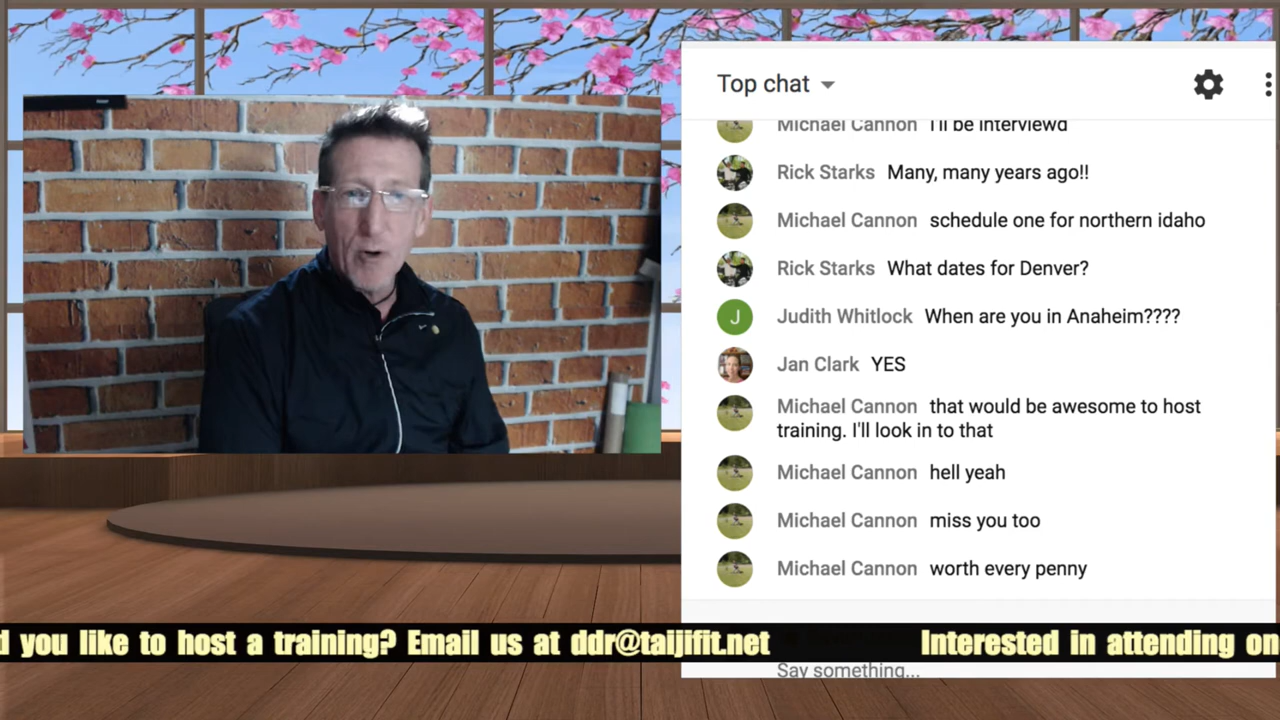 Top chat
Michael Cannon I'll be interviewd
Rick Starks Many, many years ago!!
Michael Cannon schedule one for northern idaho
Rick Starks What dates for Denver?
J Judith Whitlock When are you in Anaheim????
Jan Clark YES
Michael Cannon that would be awesome to host
training. I'll look in to that
Michael Cannon hell yeah
Michael Cannon miss you too
Michael Cannon worth every penny
d you like to host a training? Email us at ddr@taijifit.net Interested in attending on
Say something...